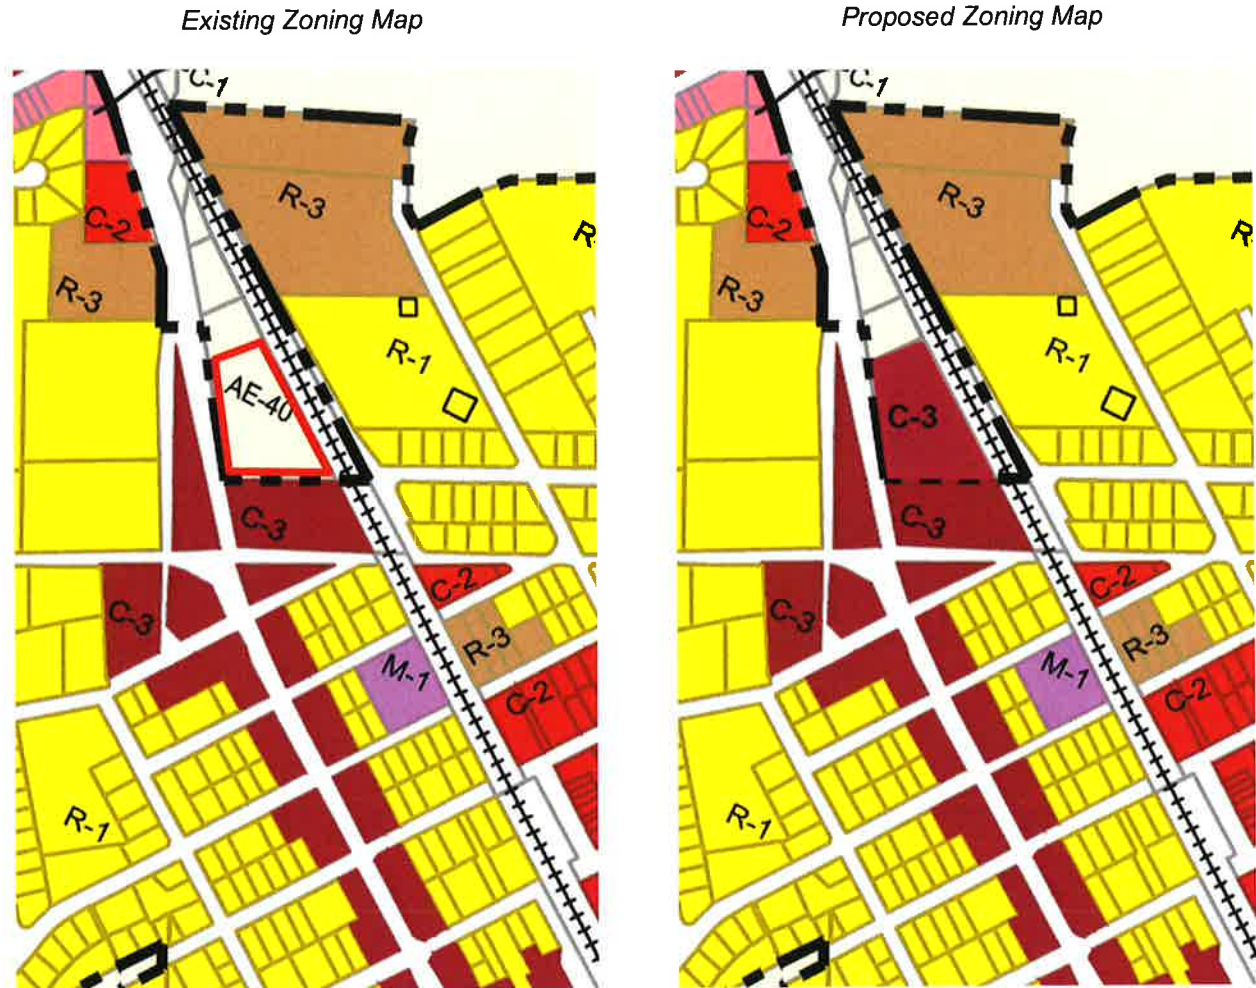 Existing Zoning Map
Proposed Zoning Map
C-1
R-3
C-2
R-3
R-1
AE-40
C-3
C-2
C-3
R-3
M-1
C-2
R-1
C-1
R-3
C-2
R-3
R-1
C-3
C-3
C-2
C-3
R-3
M-1
C-2
R-1